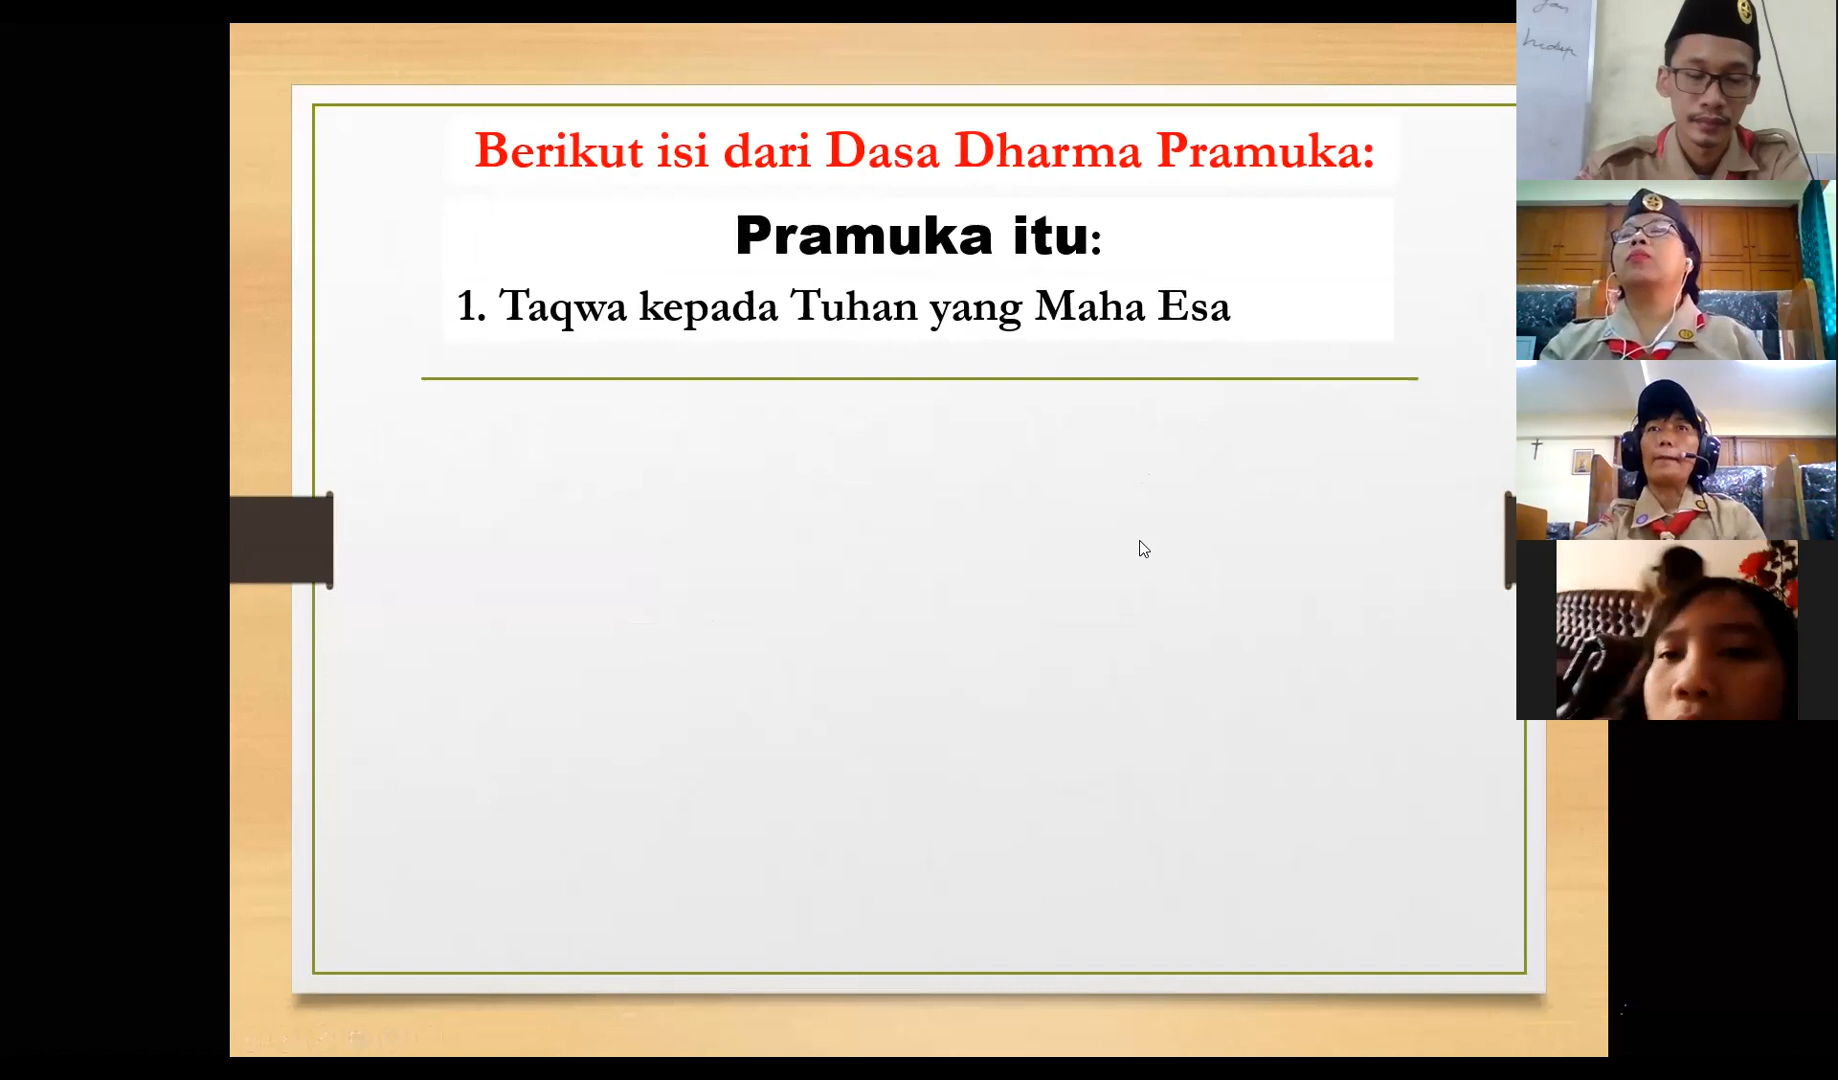 Berikut isi dari Dasa Dharma Pramuka:
Pramuka itu:
1. Taqwa kepada Tuhan yang Maha Esa